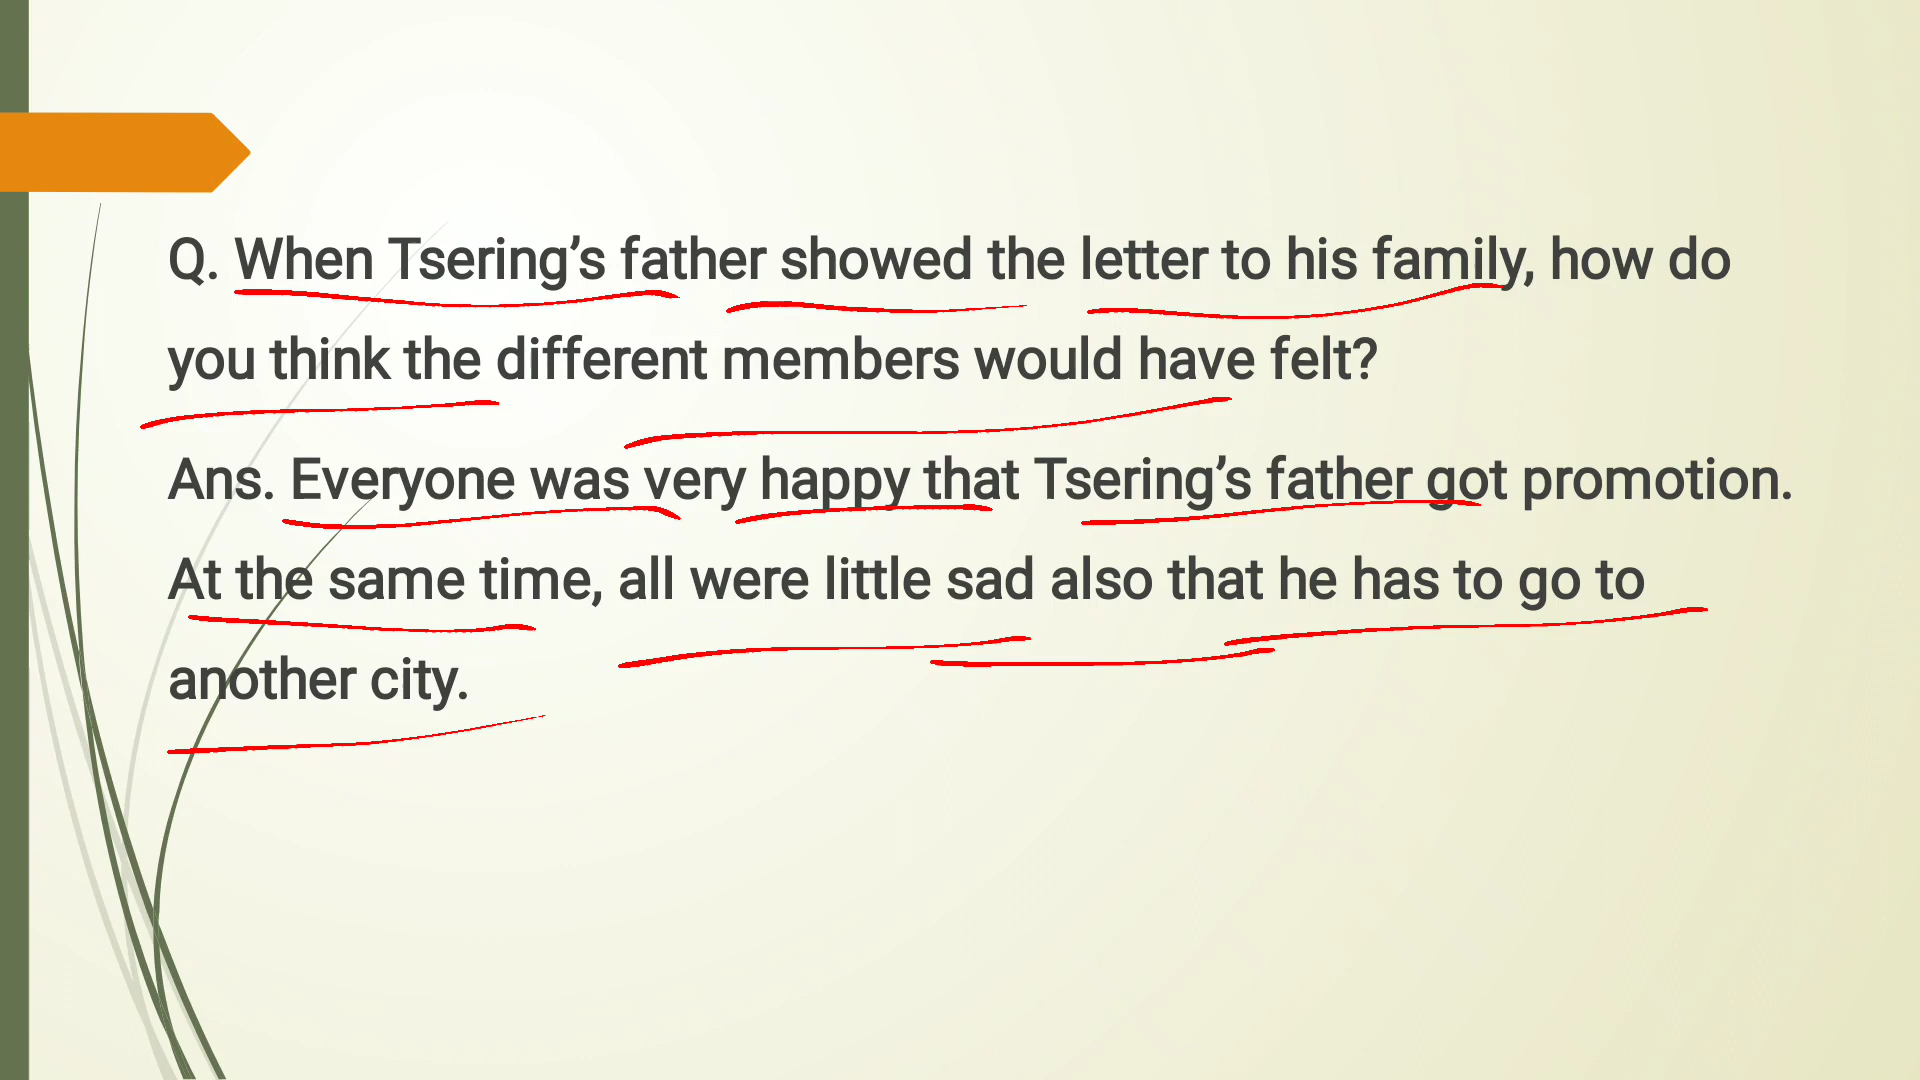 Q. When Tsering’s father showed the letter to his family, how do
you think the different members would have felt?
Ans. Everyone was very happy that Tsering’s father got promotion.
At the same time, all were little sad also that he has to go to
another city.